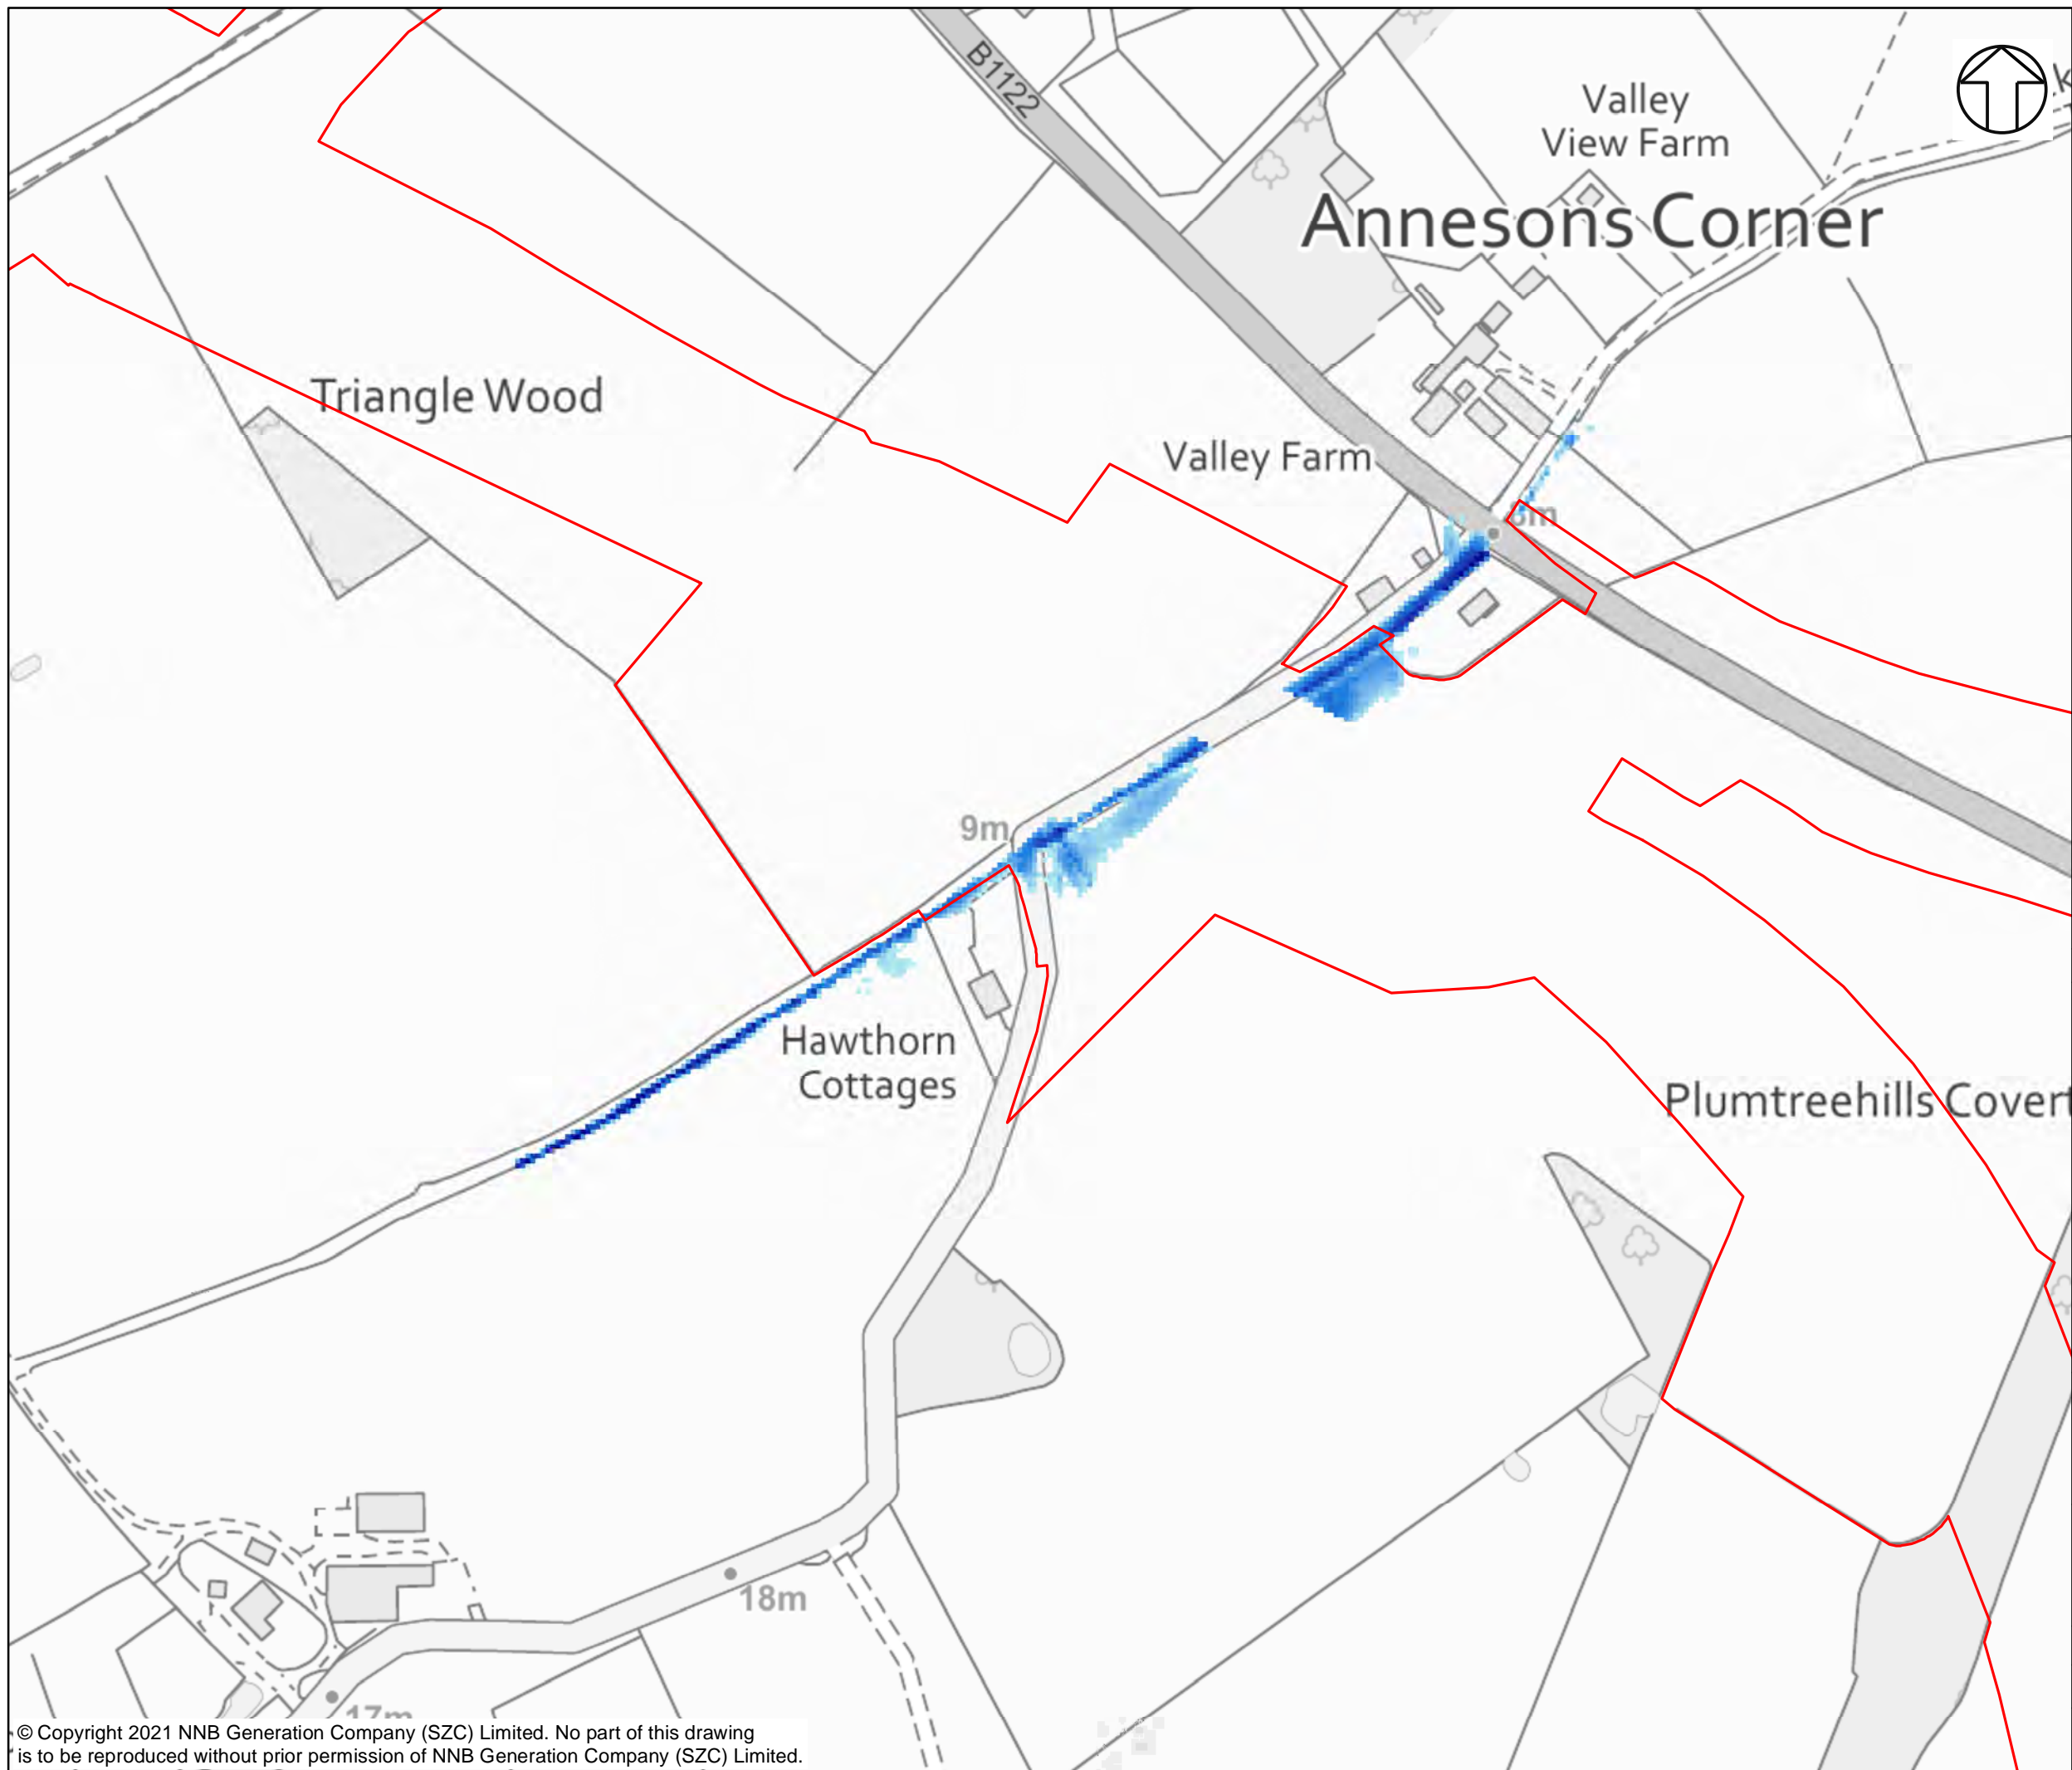 B1122
Valley
View Farm
Annesons Corner
Triangle Wood
Valley Farm
9m
Hawthorn
Cottages
Plumtreehills Covert
18m
17m
© Copyright 2021 NNB Generation Company (SZC) Limited. No part of this drawing
is to be reproduced without prior permission of NNB Generation Company (SZC) Limited.